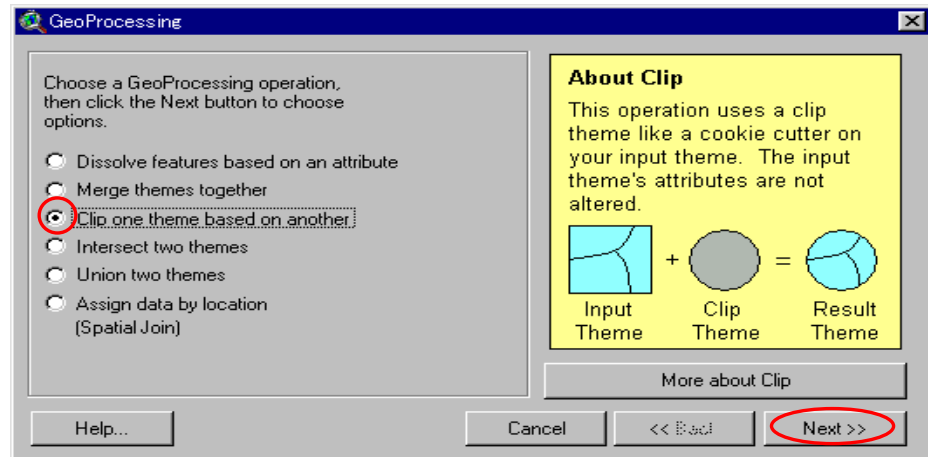 GeoProcessing
Choose a GeoProcessing operation,
then click the Next button to choose
options.
Dissolve features based on an attribute
Merge themes together
Clip one theme based on another
Intersect two themes
Union two themes
Assign data by location
(Spatial Join)
About Clip
This operation uses a clip
theme like a cookie cutter on
your input theme. The input
theme's attributes are not
altered.
+ =
Input Clip Result
Theme Theme Theme
More about Clip
Help...
Cancel
<< Back
Next >>